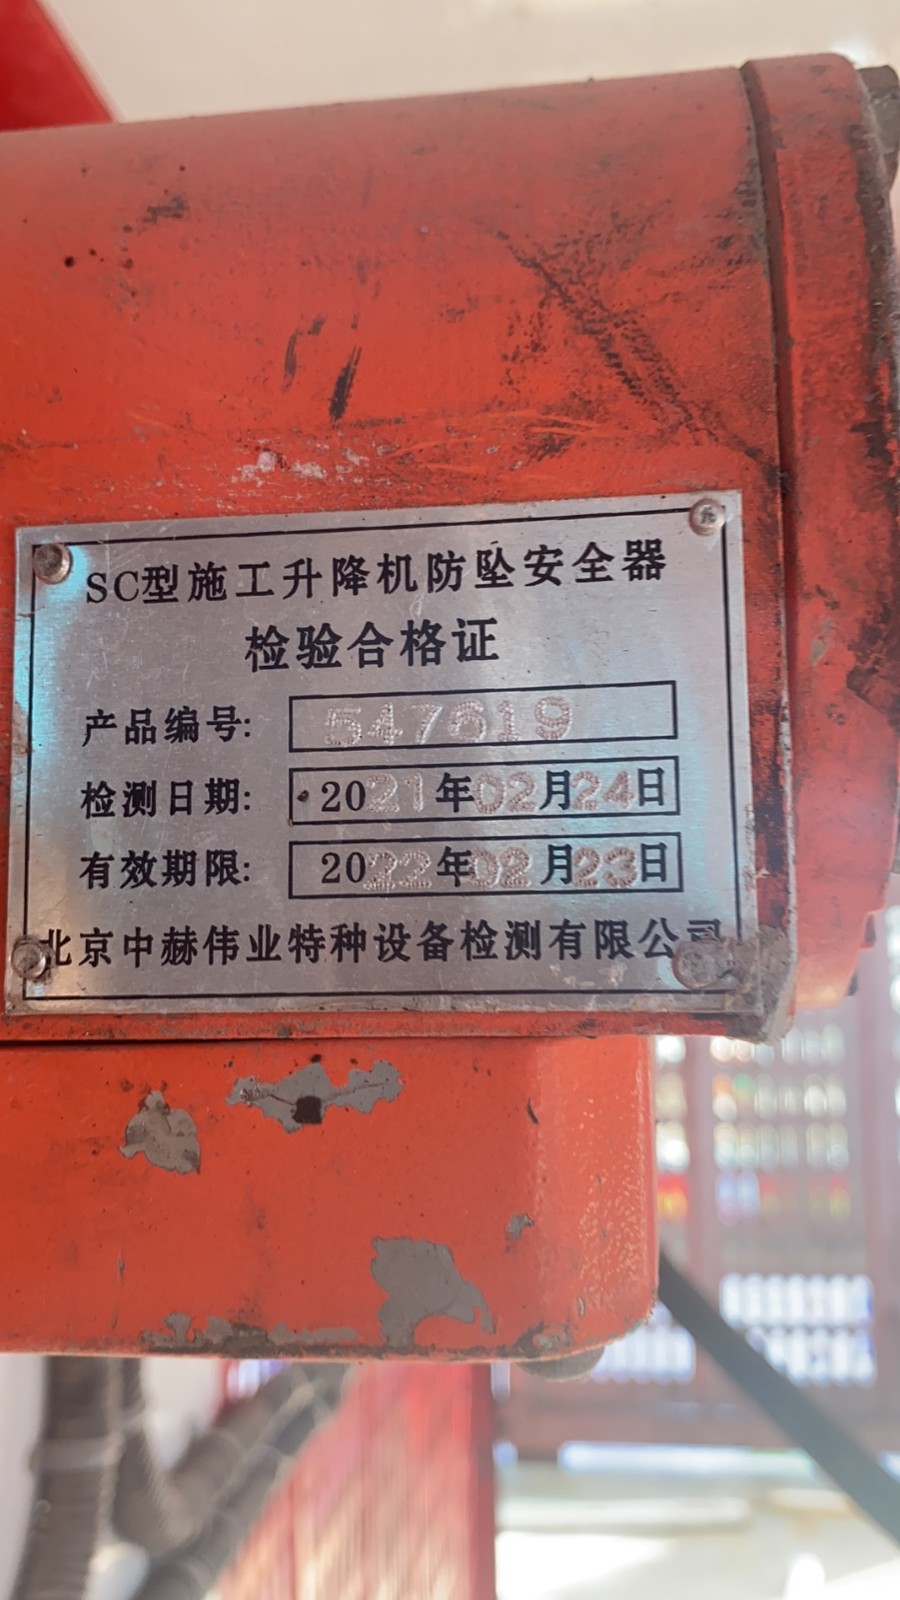 SC型施工升降机防坠安全器
检验合格证
产品编号: 547619
检测日期: 2021年02月24日
有效期限: 2022年02月23日
北京中赫伟业特种设备检测有限公司